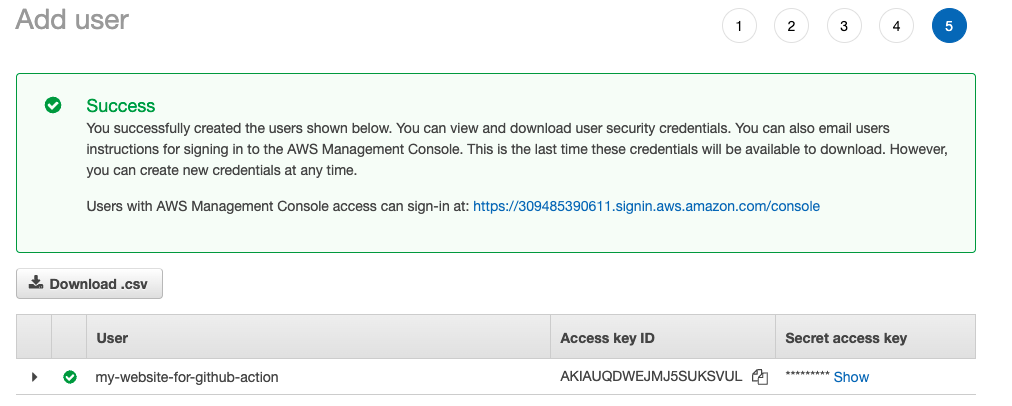 Add user
1 2 3 4 5
Success
You successfully created the users shown below. You can view and download user security credentials. You can also email users
instructions for signing in to the AWS Management Console. This is the last time these credentials will be available to download. However,
you can create new credentials at any time.
Users with AWS Management Console access can sign-in at: https://309485390611.signin.aws.amazon.com/console
Download .csv
User Access key ID Secret access key
my-website-for-github-action AKIAUQDWEJMJ5SUKSVUL ********* Show